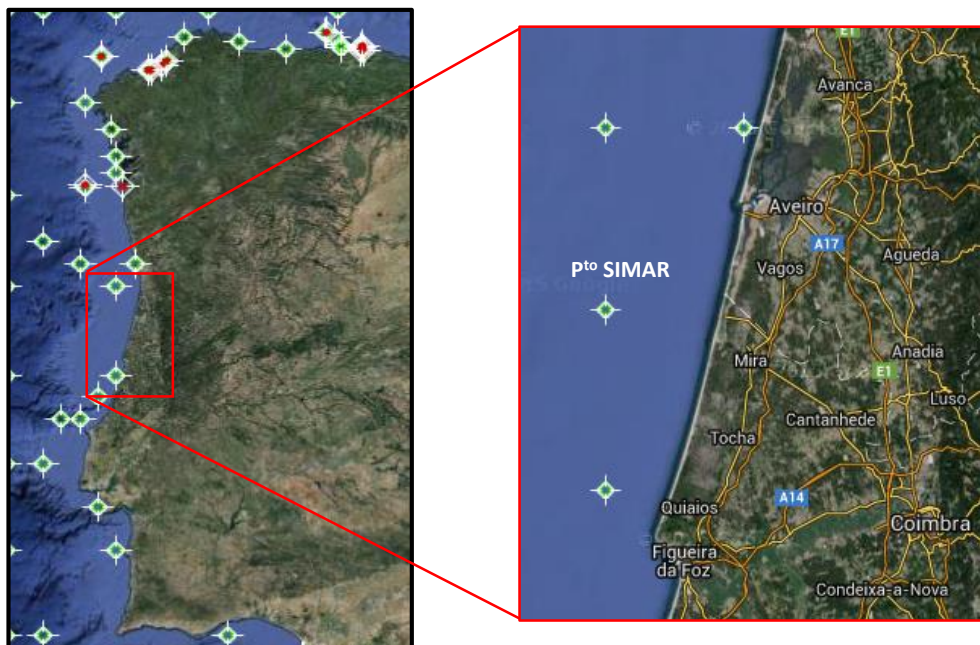 E1
Avanca
Aveiro
A17
Agueda
Pto SIMAR
Vagos
Anadia
Mira
E1
Luso
Cantanhede
Tocha
A14
Quiaios
Coimbra
Figueira
da Foz
Condeixa-a-Nova